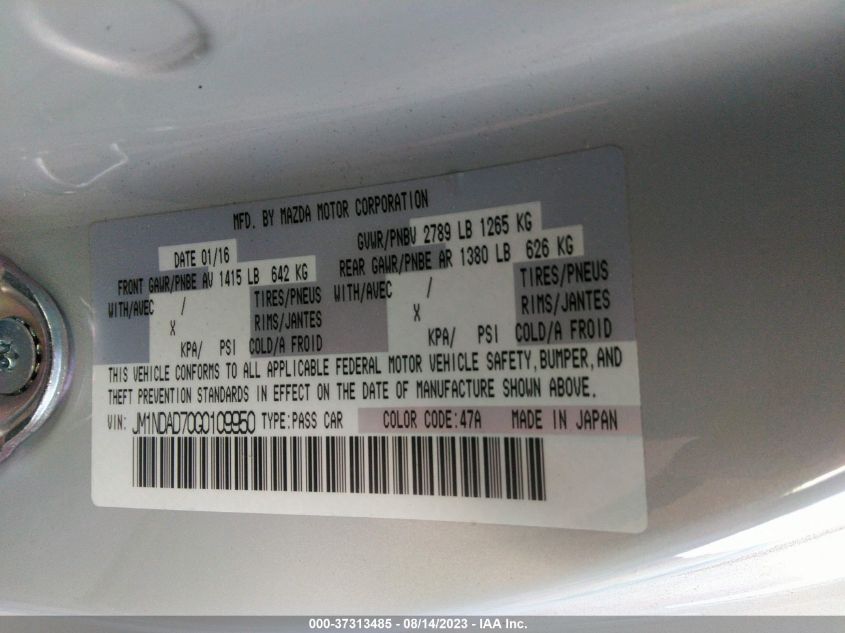 MFD. BY MAZDA MOTOR CORPORATION
DATE 01/16 GVWR/PNBV 2789 LB 1265 KG
FRONT GAWR/PNBE AV 1415 LB 642 KG REAR GAWR/PNBE AR 1380 LB 626 KG
WITH/AVEC / TIRES/PNEUS WITH/AVEC / TIRES/PNEUS
X RIMS/JANTES X RIMS/JANTES
KPA/ PSI COLD/A FROID KPA/ PSI COLD/A FROID
THIS VEHICLE CONFORMS TO ALL APPLICABLE FEDERAL MOTOR VEHICLE SAFETY, BUMPER, AND
THEFT PREVENTION STANDARDS IN EFFECT ON THE DATE OF MANUFACTURE SHOWN ABOVE.
VIN: JM1NDAD70G0109950 TYPE:PASS CAR COLOR CODE:47A MADE IN JAPAN
000-37313485 - 08/14/2023 - IAA Inc.